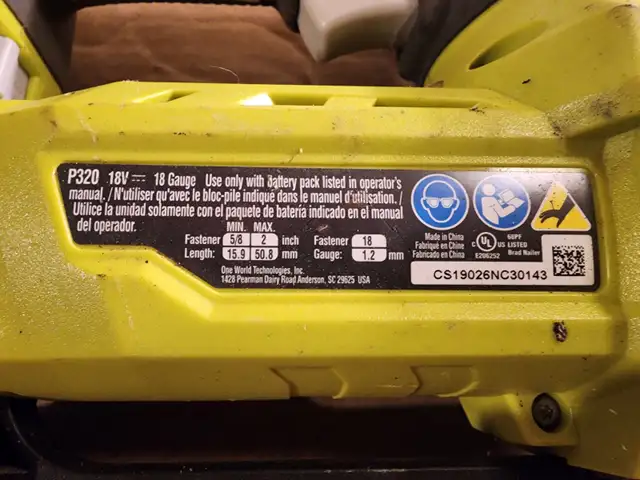 P320 18V 18 Gauge Use only with battery pack listed in operator's
manual. / N'utiliser qu'avec le bloc-pile indiqué dans le manuel d'utilisation. /
Utilice la unidad solamente con el paquete de batería indicado en el manual
del operador.
MIN. MAX.
Fastener 5/8 2 inch Fastener 18
Length: 15.9 50.8 mm Gauge: 1.2 mm
One World Technologies, Inc.
1428 Pearman Dairy Road Anderson, SC 29625 USA
Made in China
Fabriqué en Chine
Fabricado en China
C UL US LISTED
66PF
E206252 Brad Nailer
CS19026NC30143